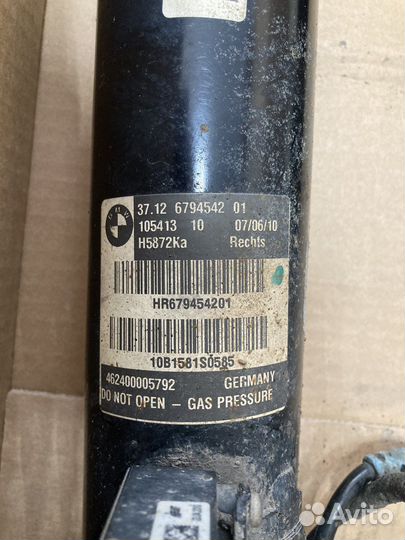 BMW
37.12 6794542 01
105413 10 07/06/10
H5872Ka Rechts
HR679454201
10B1581S0585
462400005792 GERMANY
DO NOT OPEN - GAS PRESSURE
Avito